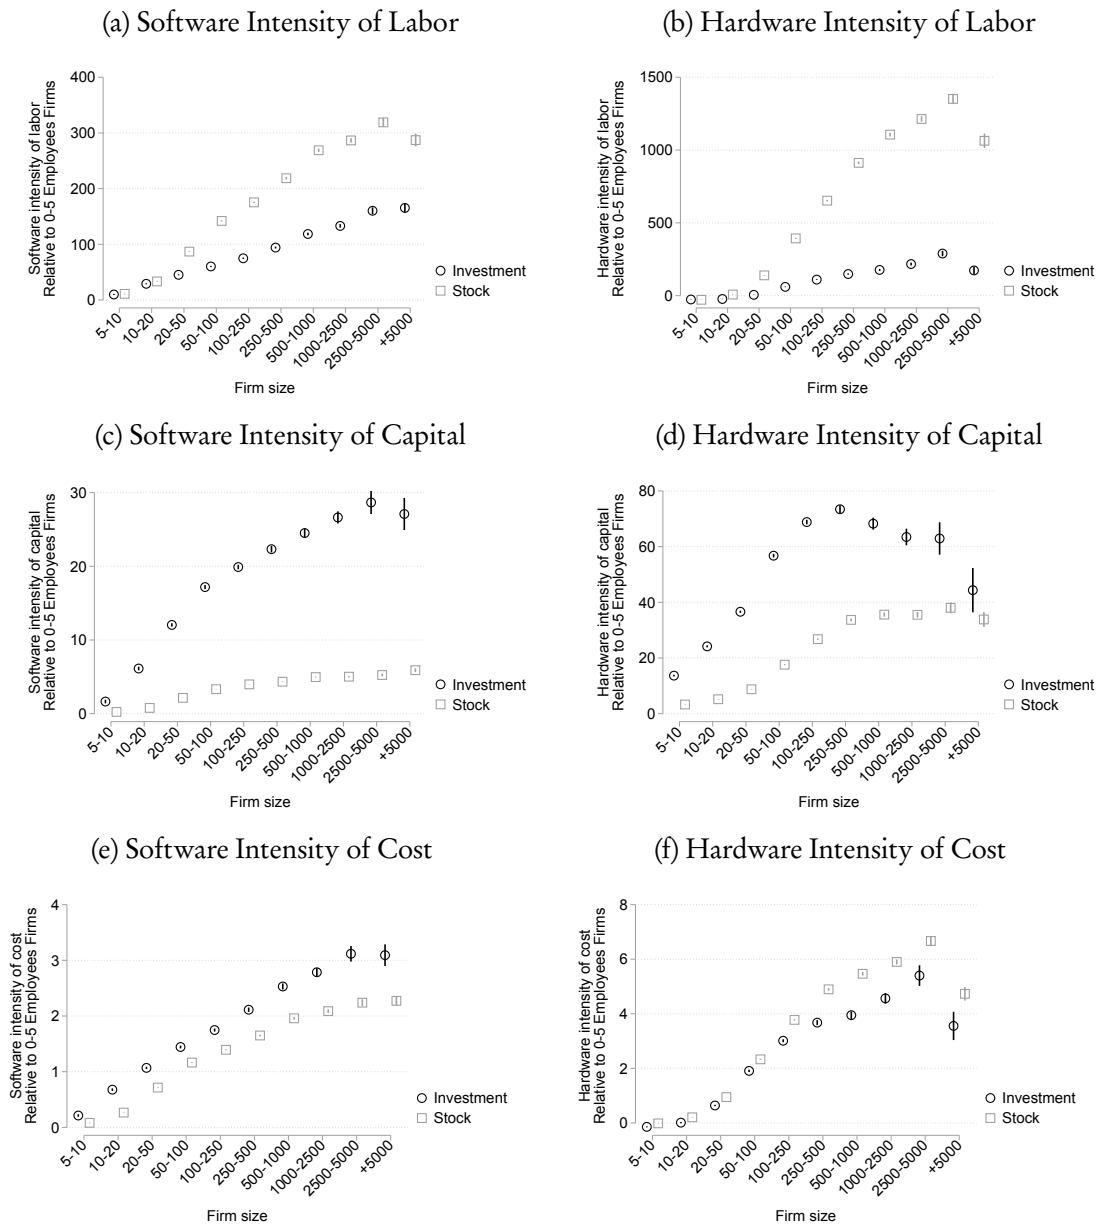 (a) Software Intensity of Labor
Software intensity of labor
Relative to 0-5 Employees Firms
400
300
200
100
0
5-10
10-20
20-50
50-100
100-250
250-500
500-1000
1000-2500
2500-5000
+5000
Firm size
Investment
Stock
(b) Hardware Intensity of Labor
Hardware intensity of labor
Relative to 0-5 Employees Firms
1500
1000
500
0
5-10
10-20
20-50
50-100
100-250
250-500
500-1000
1000-2500
2500-5000
+5000
Firm size
Investment
Stock
(c) Software Intensity of Capital
Software intensity of capital
Relative to 0-5 Employees Firms
30
20
10
0
5-10
10-20
20-50
50-100
100-250
250-500
500-1000
1000-2500
2500-5000
+5000
Firm size
Investment
Stock
(d) Hardware Intensity of Capital
Hardware intensity of capital
Relative to 0-5 Employees Firms
80
60
40
20
0
5-10
10-20
20-50
50-100
100-250
250-500
500-1000
1000-2500
2500-5000
+5000
Firm size
Investment
Stock
(e) Software Intensity of Cost
Software intensity of cost
Relative to 0-5 Employees Firms
4
3
2
1
0
5-10
10-20
20-50
50-100
100-250
250-500
500-1000
1000-2500
2500-5000
+5000
Firm size
Investment
Stock
(f) Hardware Intensity of Cost
Hardware intensity of cost
Relative to 0-5 Employees Firms
8
6
4
2
0
5-10
10-20
20-50
50-100
100-250
250-500
500-1000
1000-2500
2500-5000
+5000
Firm size
Investment
Stock